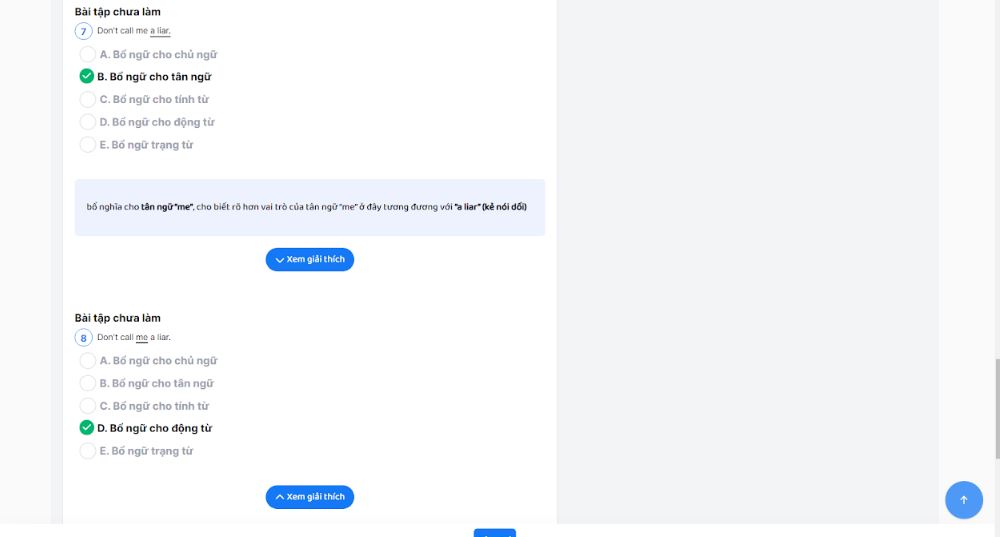 Bài tập chưa làm
7 Don't call me a liar.
A. Bổ ngữ cho chủ ngữ
B. Bổ ngữ cho tân ngữ
C. Bổ ngữ cho tính từ
D. Bổ ngữ cho động từ
E. Bổ ngữ trạng từ
bổ nghĩa cho tân ngữ "me", cho biết rõ hơn vai trò của tân ngữ "me" ở đây tương đương với "a liar" (kẻ nói dối)
Xem giải thích
Bài tập chưa làm
8 Don't call me a liar.
A. Bổ ngữ cho chủ ngữ
B. Bổ ngữ cho tân ngữ
C. Bổ ngữ cho tính từ
D. Bổ ngữ cho động từ
E. Bổ ngữ trạng từ
Xem giải thích